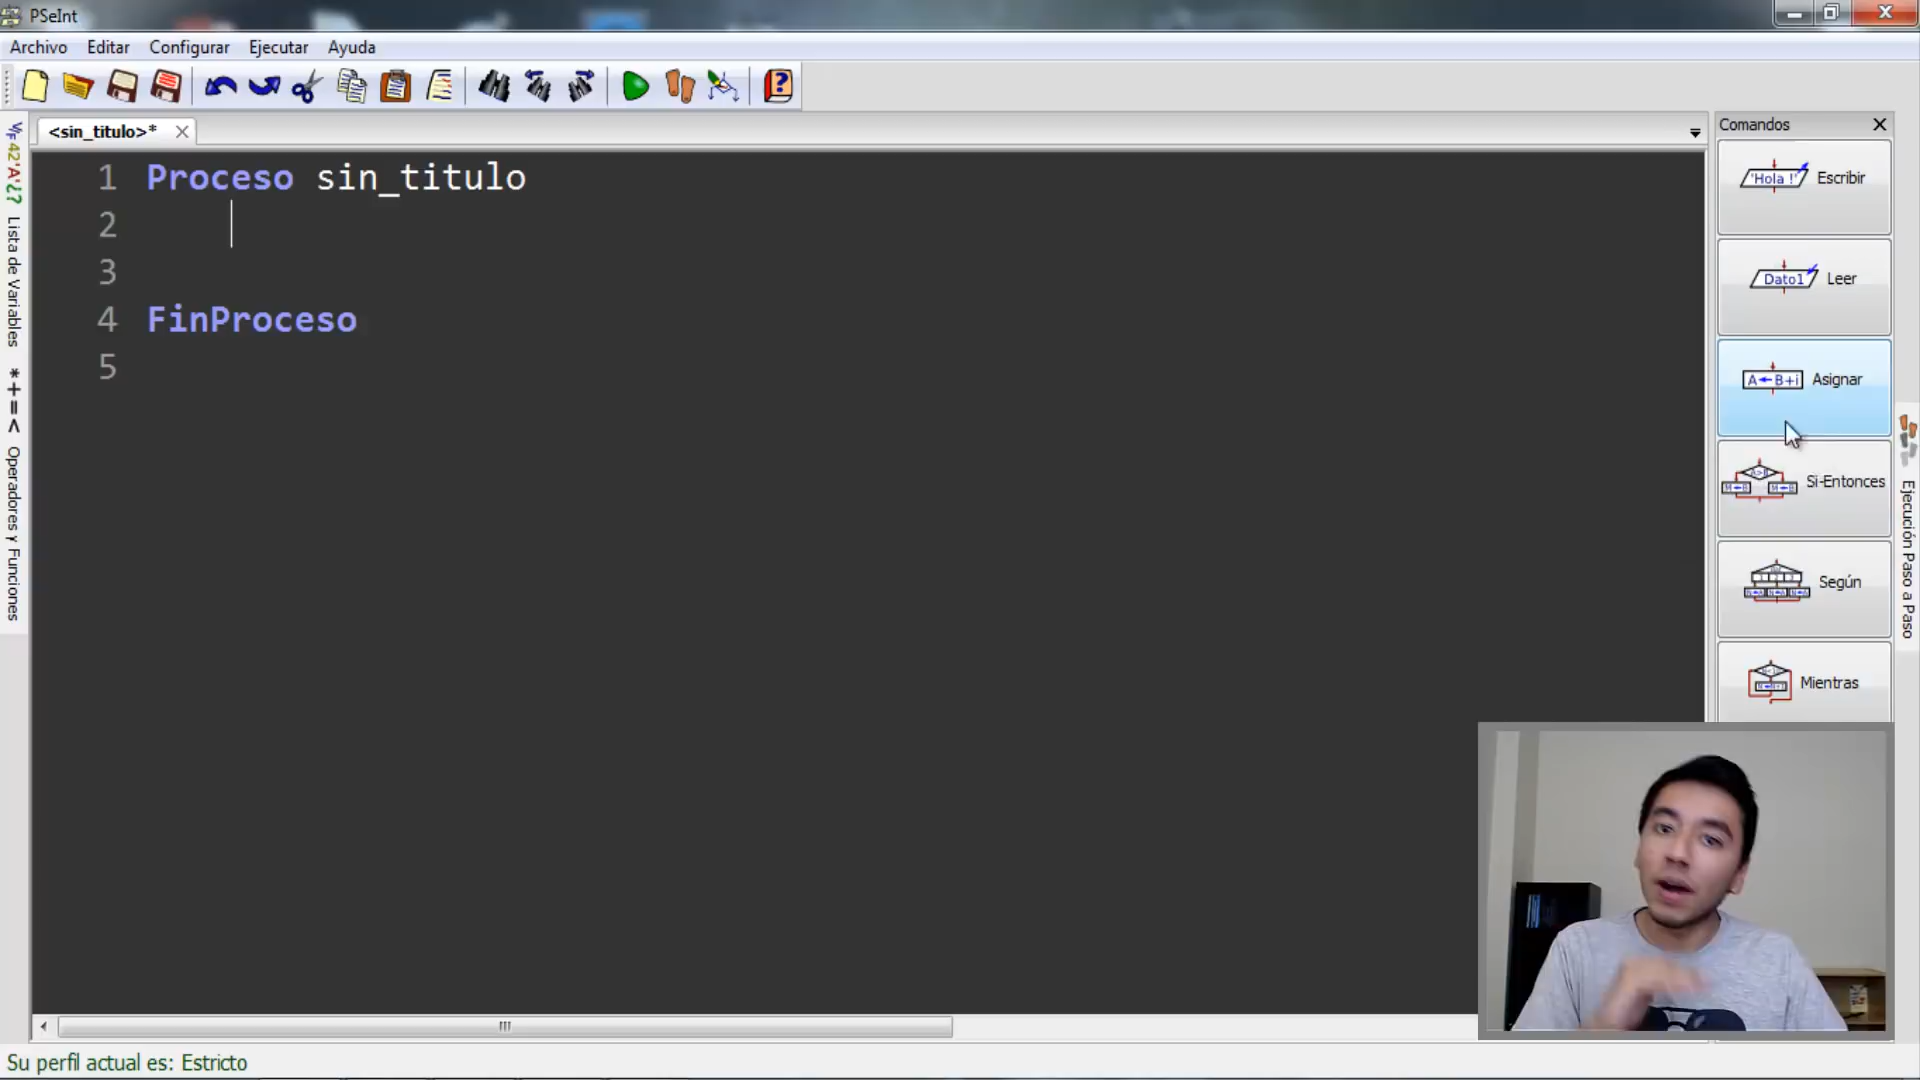 PSeInt
Archivo Editar Configurar Ejecutar Ayuda
<sin_titulo>*
Comandos
1 Proceso sin_titulo
2
3
4 FinProceso
5
'Hola !' Escribir
Dato1 Leer
A←B+i Asignar
Si-Entonces
Según
Mientras
42 'A' ¿? Lista de Variables
*+=< Operadores y Funciones
Ejecución Paso a Paso
Su perfil actual es: Estricto